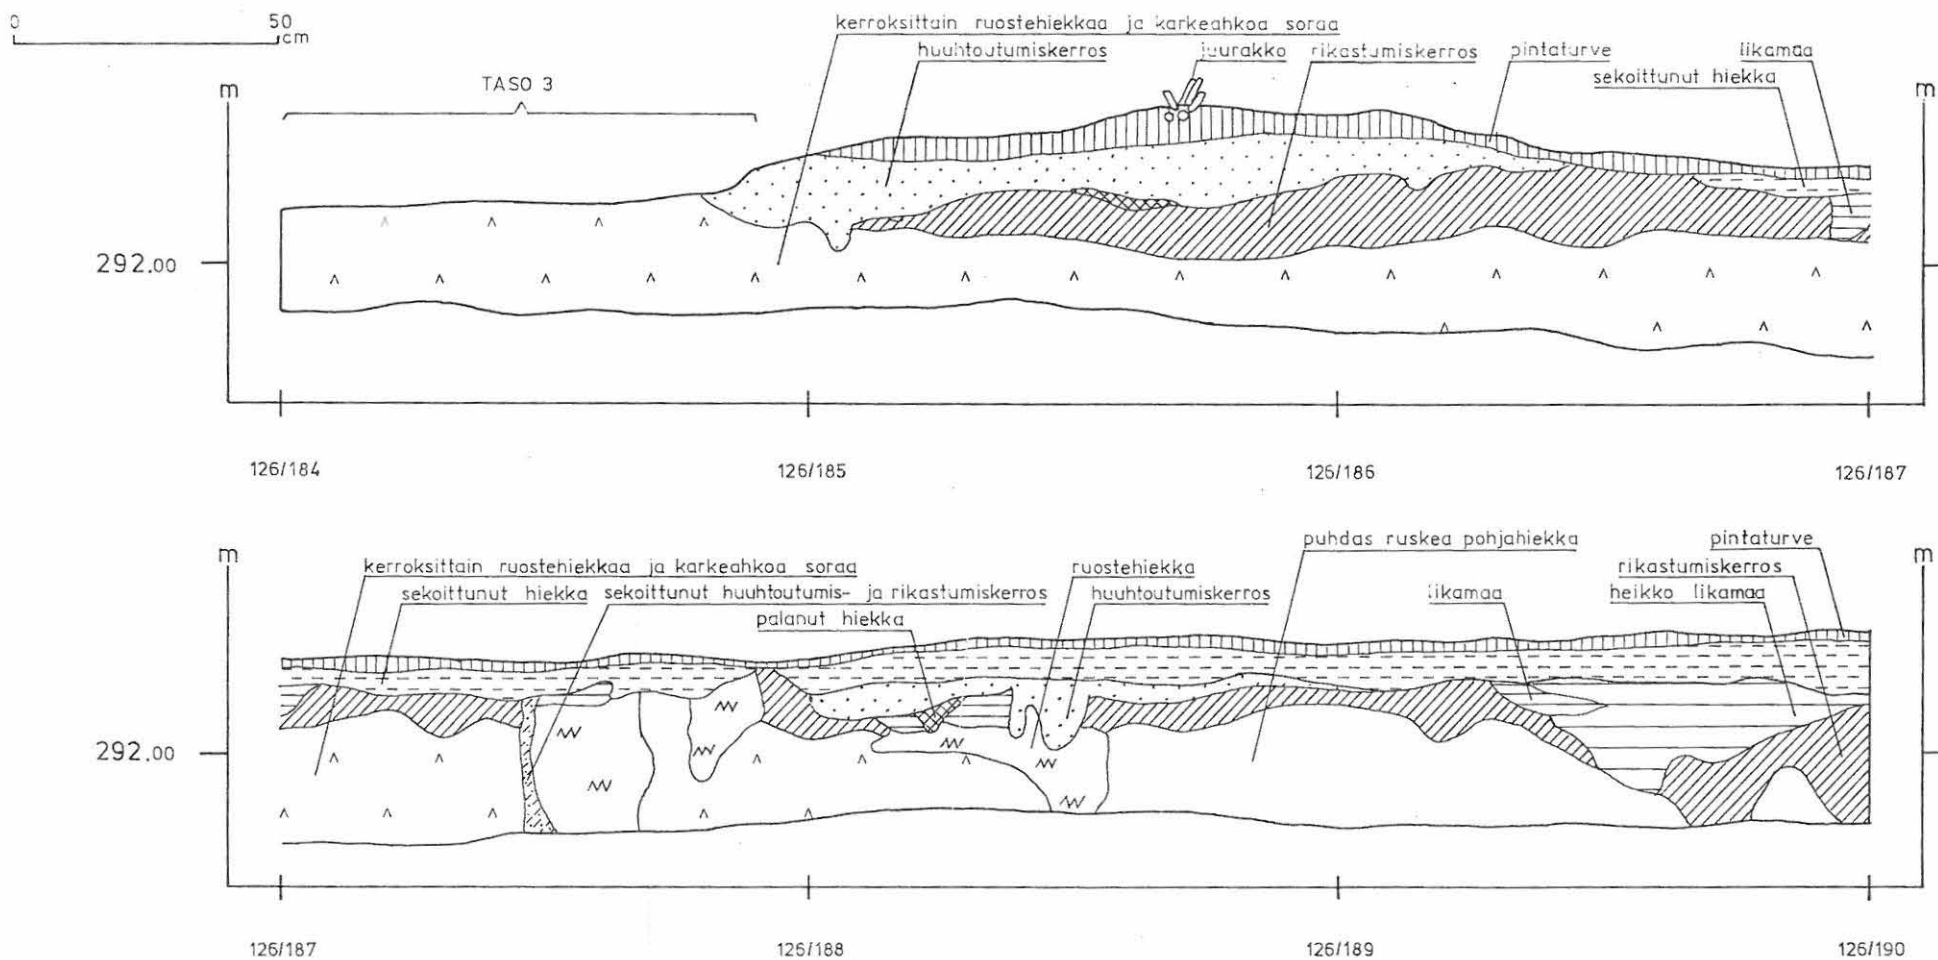 0 50
cm
kerroksittain ruostehiekkaa ja karkeahkoa soraa
huuhtoutumiskerros juurakko rikastumiskerros pintaturve likamaa
sekoittunut hiekka
TASO 3
m m
292.00
126/184 126/185 126/186 126/187
puhdas ruskea pohjahiekka pintaturve
m m
kerroksittain ruostehiekkaa ja karkeahkoa soraa ruostehiekka rikastumiskerros
sekoittunut hiekka sekoittunut huuhtoutumis- ja rikastumiskerros huuhtoutumiskerros likamaa heikko likamaa
palanut hiekka
292.00
126/187 126/188 126/189 126/190